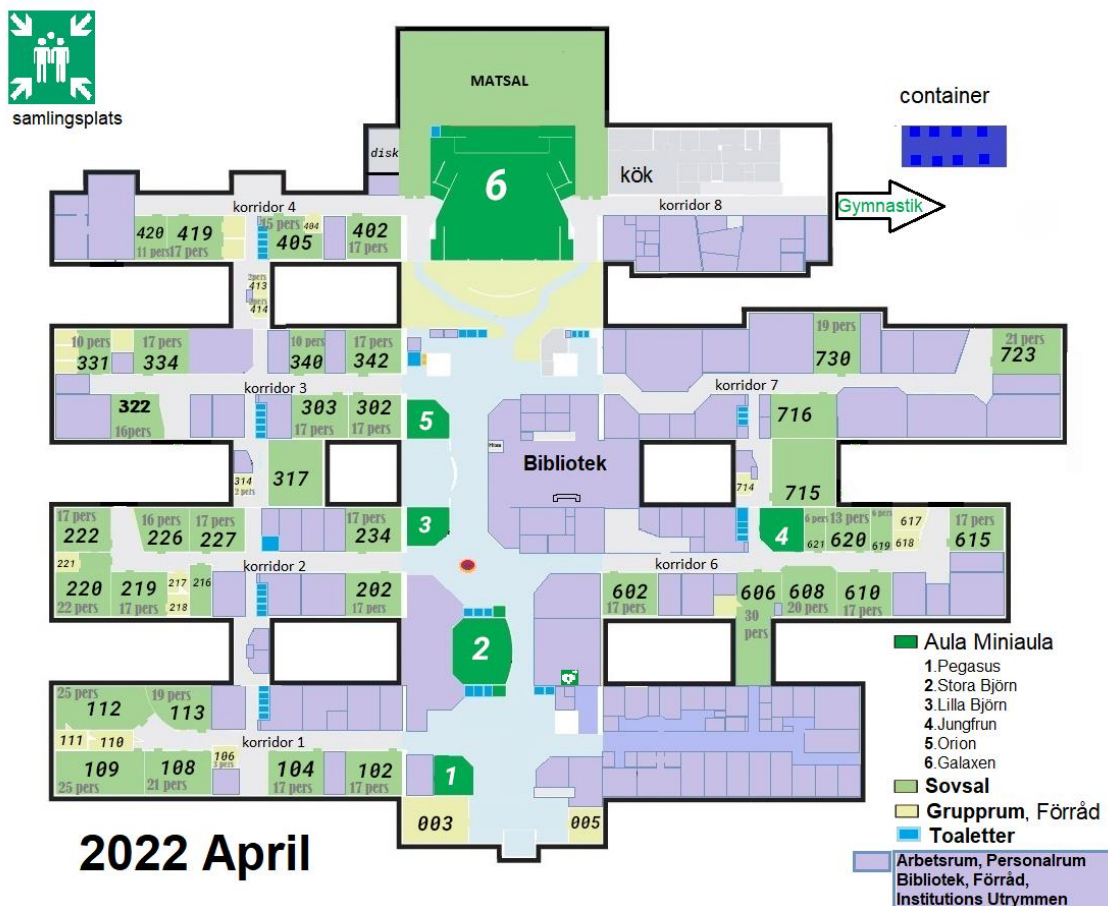 samlingsplats
MATSAL
container
disk
6
kök
korridor 4
korridor 8
Gymnastik
420
11 pers
419
17 pers
15 pers
405
404
402
17 pers
2pers
413
414
10 pers
331
17 pers
334
10 pers
340
17 pers
342
19 pers
730
21 pers
723
korridor 3
korridor 7
322
16pers
303
17 pers
302
17 pers
5
716
314
2 pers
317
Bibliotek
714
715
17 pers
222
16 pers
226
17 pers
227
17 pers
234
3
4
6 pers
621
13 pers
620
6 pers
619
617
618
17 pers
615
221
korridor 2
korridor 6
220
22 pers
219
17 pers
217
218
216
202
17 pers
602
17 pers
606
30
pers
608
20 pers
610
17 pers
2
25 pers
112
19 pers
113
111
110
korridor 1
106
3 pers
109
25 pers
108
21 pers
104
17 pers
102
17 pers
1
003
005
2022 April
Aula Miniaula
1.Pegasus
2.Stora Björn
3.Lilla Björn
4.Jungfrun
5.Orion
6.Galaxen
Sovsal
Grupprum, Förråd
Toaletter
Arbetsrum, Personalrum
Bibliotek, Förråd,
Institutions Utrymmen